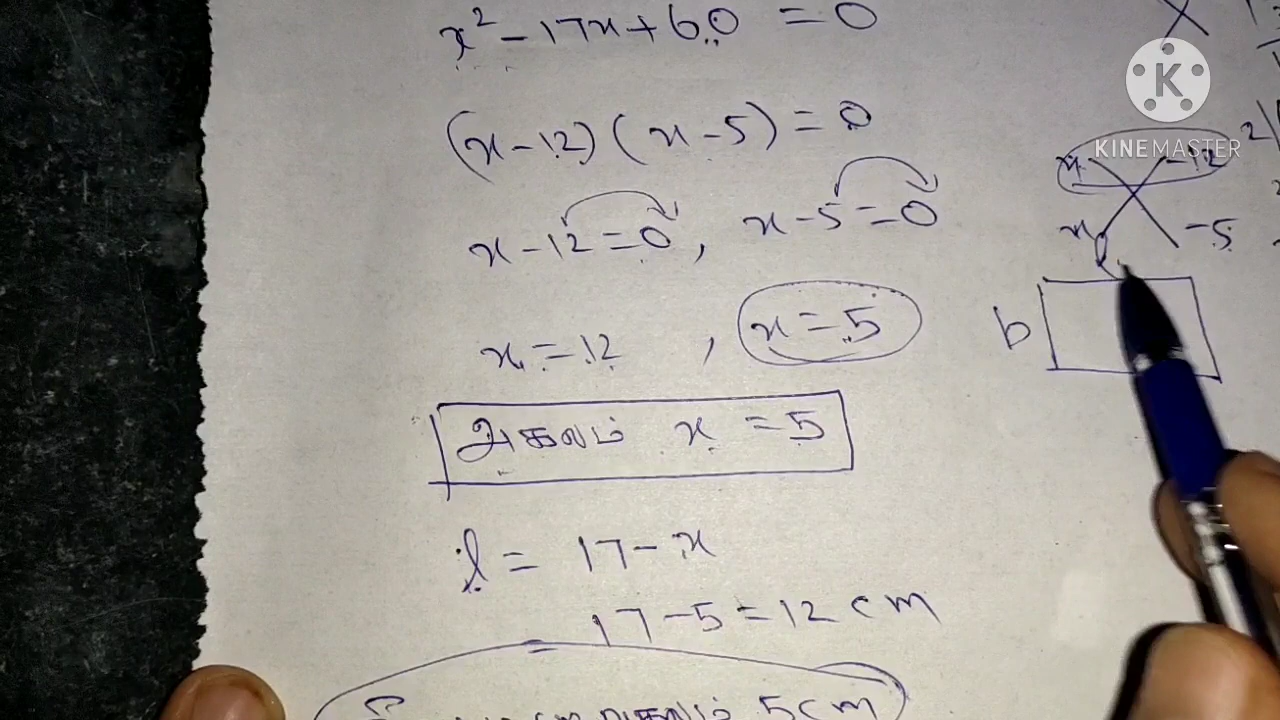 x² - 17x + 60 = 0
(x - 12) (x - 5) = 0
x - 12 = 0, x - 5 = 0
x = 12 , x = 5
அகலம் x = 5
l = 17 - x
17 - 5 = 12 cm
அகலம் 5cm
K
KINEMASTER
x -12
x -5
b